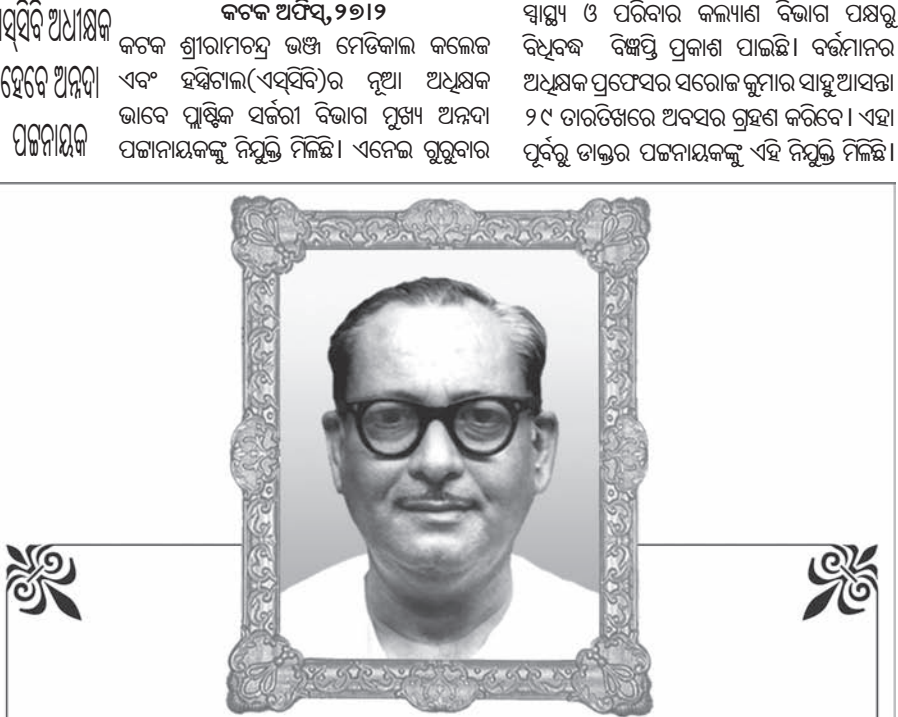 ଏସ୍‌ସିବି ଅଧୀକ୍ଷକ
ହେବେ ଅନ୍ନଦା
ପଟ୍ଟନାୟକ
କଟକ ଅଫିସ୍,୨୭।୨
କଟକ ଶ୍ରୀରାମଚନ୍ଦ୍ର ଭଞ୍ଜ ମେଡିକାଲ କଲେଜ
ଏବଂ ହସ୍ପିଟାଲ(ଏସ୍‌ସିବି)ର ନୂଆ ଅଧିକ୍ଷକ
ଭାବେ ପ୍ଲାଷ୍ଟିକ ସର୍ଜରୀ ବିଭାଗ ମୁଖ୍ୟ ଅନ୍ନଦା
ପଟ୍ଟାନାୟକଙ୍କୁ ନିଯୁକ୍ତି ମିଳିଛି। ଏନେଇ ଗୁରୁବାର
ସ୍ୱାସ୍ଥ୍ୟ ଓ ପରିବାର କଲ୍ୟାଣ ବିଭାଗ ପକ୍ଷରୁ
ବିଧିବଦ୍ଧ ବିଜ୍ଞପ୍ତି ପ୍ରକାଶ ପାଇଛି। ବର୍ତ୍ତମାନର
ଅଧିକ୍ଷକ ପ୍ରଫେସର ସରୋଜ କୁମାର ସାହୁ ଆସନ୍ତା
୨୯ ତାରତିଖରେ ଅବସର ଗ୍ରହଣ କରିବେ। ଏହା
ପୂର୍ବରୁ ଡାକ୍ତର ପଟ୍ଟନାୟକଙ୍କୁ ଏହି ନିଯୁକ୍ତି ମିଳିଛି।